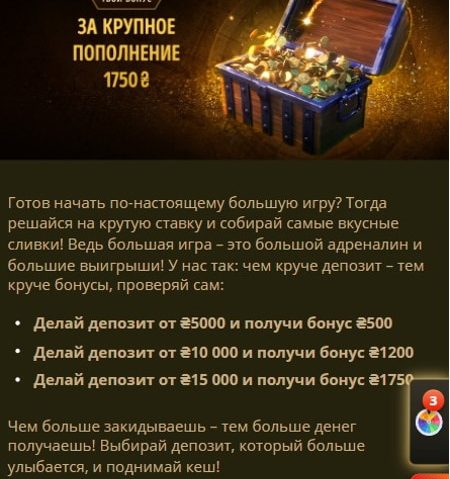 ЗА КРУПНОЕ
ПОПОЛНЕНИЕ
1750 ₴
Готов начать по-настоящему большую игру? Тогда
решайся на крутую ставку и собирай самые вкусные
сливки! Ведь большая игра – это большой адреналин и
большие выигрыши! У нас так: чем круче депозит – тем
круче бонусы, проверяй сам:
• Делай депозит от ₴5000 и получи бонус ₴500
• Делай депозит от ₴10 000 и получи бонус ₴1200
• Делай депозит от ₴15 000 и получи бонус ₴1750
3
Чем больше закидываешь – тем больше денег
получаешь! Выбирай депозит, который больше
улыбается, и поднимай кеш!